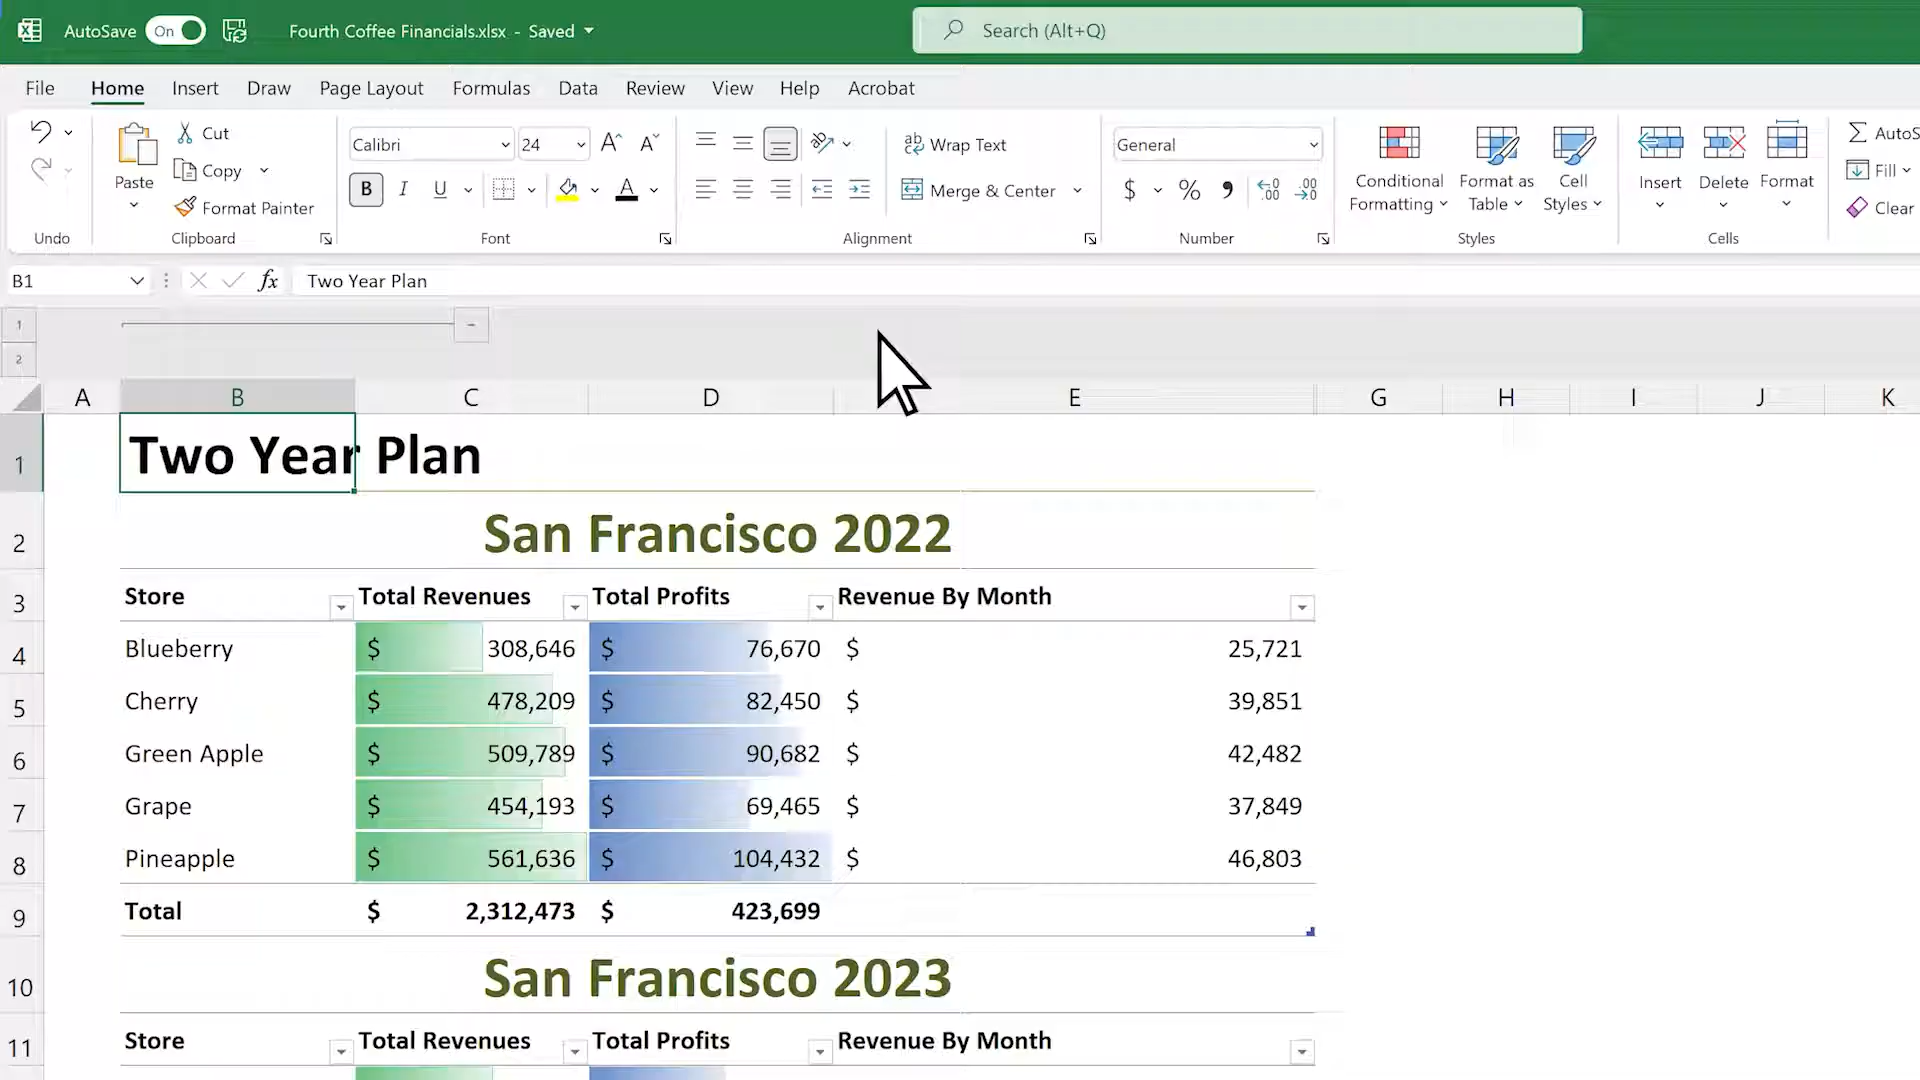 AutoSave On Fourth Coffee Financials.xlsx - Saved Search (Alt+Q)
File Home Insert Draw Page Layout Formulas Data Review View Help Acrobat
Cut
Copy
Format Painter
Paste
Calibri 24 A A
B I U A
ab Wrap Text
Merge & Center
General
$ % 9 .00 .00
Conditional Formatting
Format as Table
Cell Styles
Insert Delete Format
Fill
Clear
Undo Clipboard Font Alignment Number Styles Cells
B1 fx Two Year Plan
1
2
A B C D E G H I J K
1 Two Year Plan
2 San Francisco 2022
3 Store Total Revenues Total Profits Revenue By Month
4 Blueberry $ 308,646 $ 76,670 $ 25,721
5 Cherry $ 478,209 $ 82,450 $ 39,851
6 Green Apple $ 509,789 $ 90,682 $ 42,482
7 Grape $ 454,193 $ 69,465 $ 37,849
8 Pineapple $ 561,636 $ 104,432 $ 46,803
9 Total $ 2,312,473 $ 423,699
10 San Francisco 2023
11 Store Total Revenues Total Profits Revenue By Month